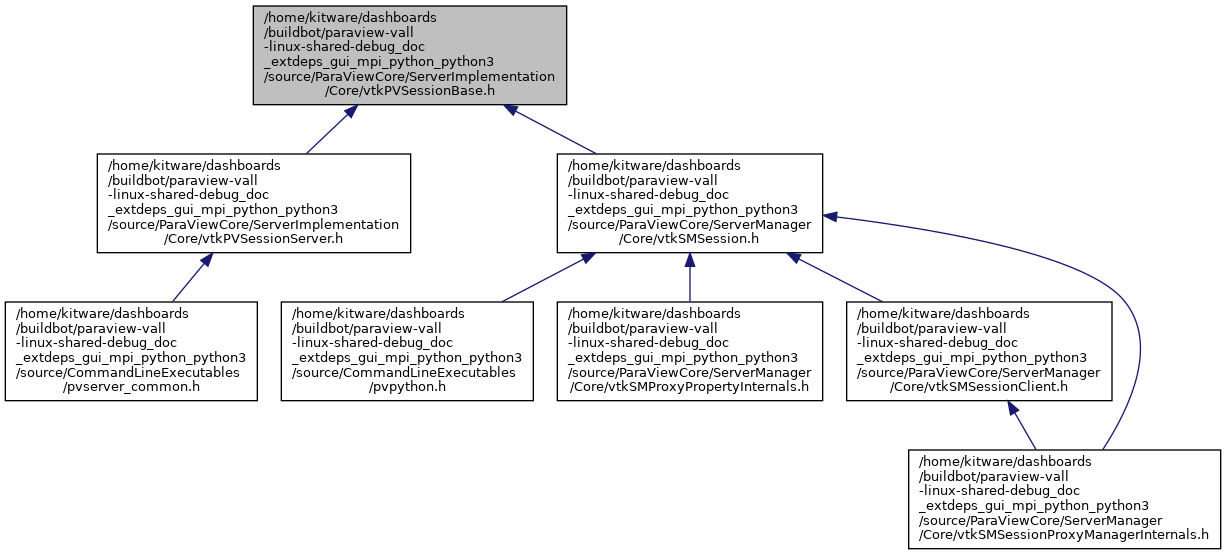 /home/kitware/dashboards
/buildbot/paraview-vall
-linux-shared-debug_doc
_extdeps_gui_mpi_python_python3
/source/ParaViewCore/ServerImplementation
/Core/vtkPVSessionBase.h
/home/kitware/dashboards
/buildbot/paraview-vall
-linux-shared-debug_doc
_extdeps_gui_mpi_python_python3
/source/ParaViewCore/ServerImplementation
/Core/vtkPVSessionServer.h
/home/kitware/dashboards
/buildbot/paraview-vall
-linux-shared-debug_doc
_extdeps_gui_mpi_python_python3
/source/ParaViewCore/ServerManager
/Core/vtkSMSession.h
/home/kitware/dashboards
/buildbot/paraview-vall
-linux-shared-debug_doc
_extdeps_gui_mpi_python_python3
/source/CommandLineExecutables
/pvserver_common.h
/home/kitware/dashboards
/buildbot/paraview-vall
-linux-shared-debug_doc
_extdeps_gui_mpi_python_python3
/source/CommandLineExecutables
/pvpython.h
/home/kitware/dashboards
/buildbot/paraview-vall
-linux-shared-debug_doc
_extdeps_gui_mpi_python_python3
/source/ParaViewCore/ServerManager
/Core/vtkSMProxyPropertyInternals.h
/home/kitware/dashboards
/buildbot/paraview-vall
-linux-shared-debug_doc
_extdeps_gui_mpi_python_python3
/source/ParaViewCore/ServerManager
/Core/vtkSMSessionClient.h
/home/kitware/dashboards
/buildbot/paraview-vall
-linux-shared-debug_doc
_extdeps_gui_mpi_python_python3
/source/ParaViewCore/ServerManager
/Core/vtkSMSessionProxyManagerInternals.h